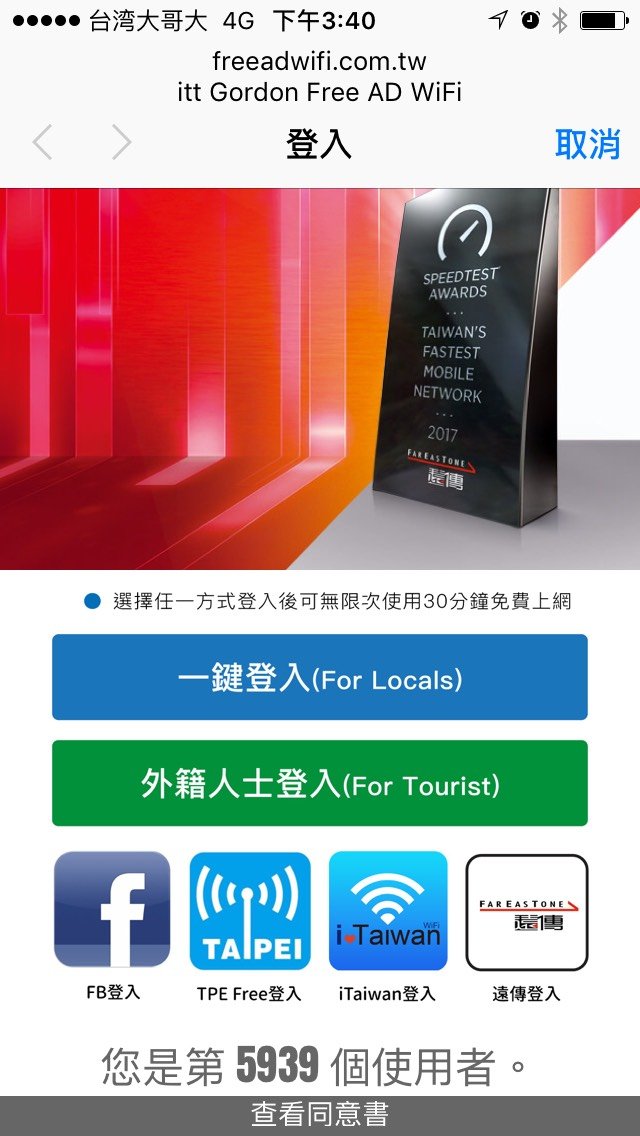 台湾大哥大 4G 下午3:40
freeadwifi.com.tw
itt Gordon Free AD WiFi
登入
取消
SPEEDTEST
AWARDS
TAIWAN'S
FASTEST
MOBILE
NETWORK
2017
FAREASTONE
遠傳
選擇任一方式登入後可無限次使用30分鐘免費上網
一鍵登入(For Locals)
外籍人士登入(For Tourist)
TAIPEI
WiFi
i Taiwan
FAREASTONE
遠傳
FB登入
TPE Free登入
iTaiwan登入
遠傳登入
您是第 5939 個使用者。
查看同意書